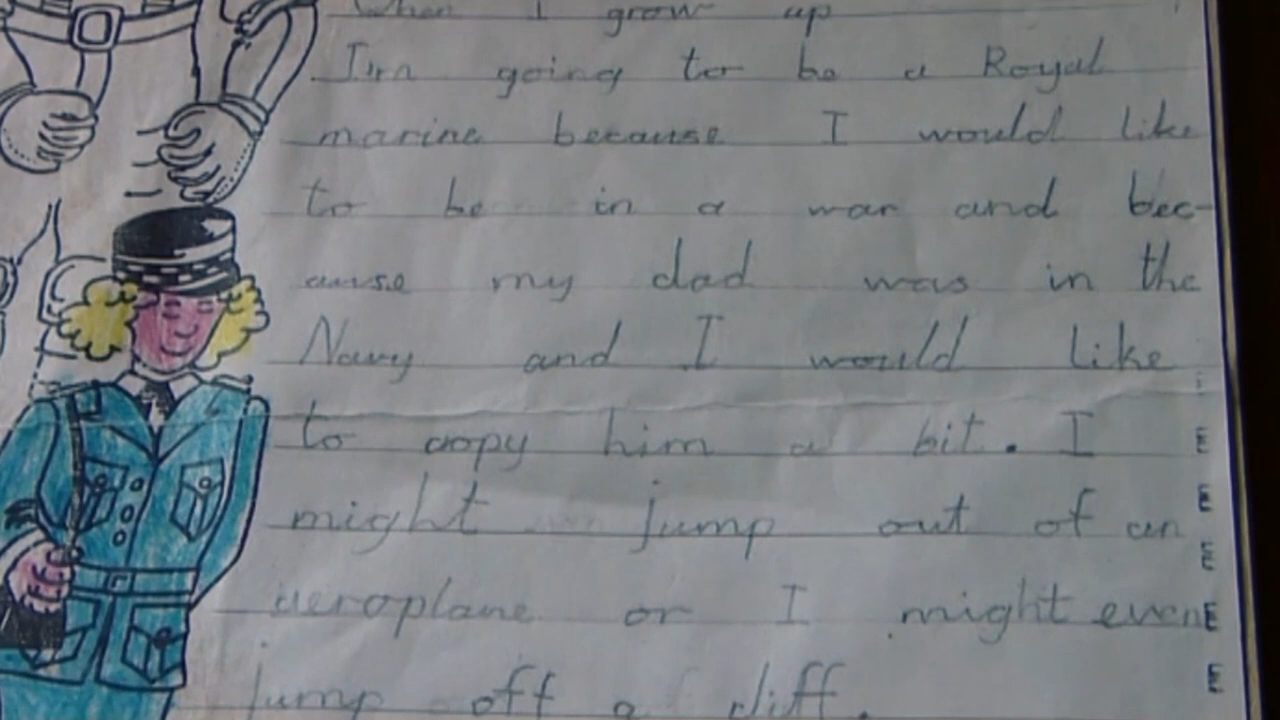 When I grow up
I'm going to be a Royal
marine because I would like
to be in a war and bec-
ause my dad was in the
Navy and I would like
to copy him a bit. I
might jump out of an
aeroplane or I might even
jump off a cliff.
E
E
E
E
E